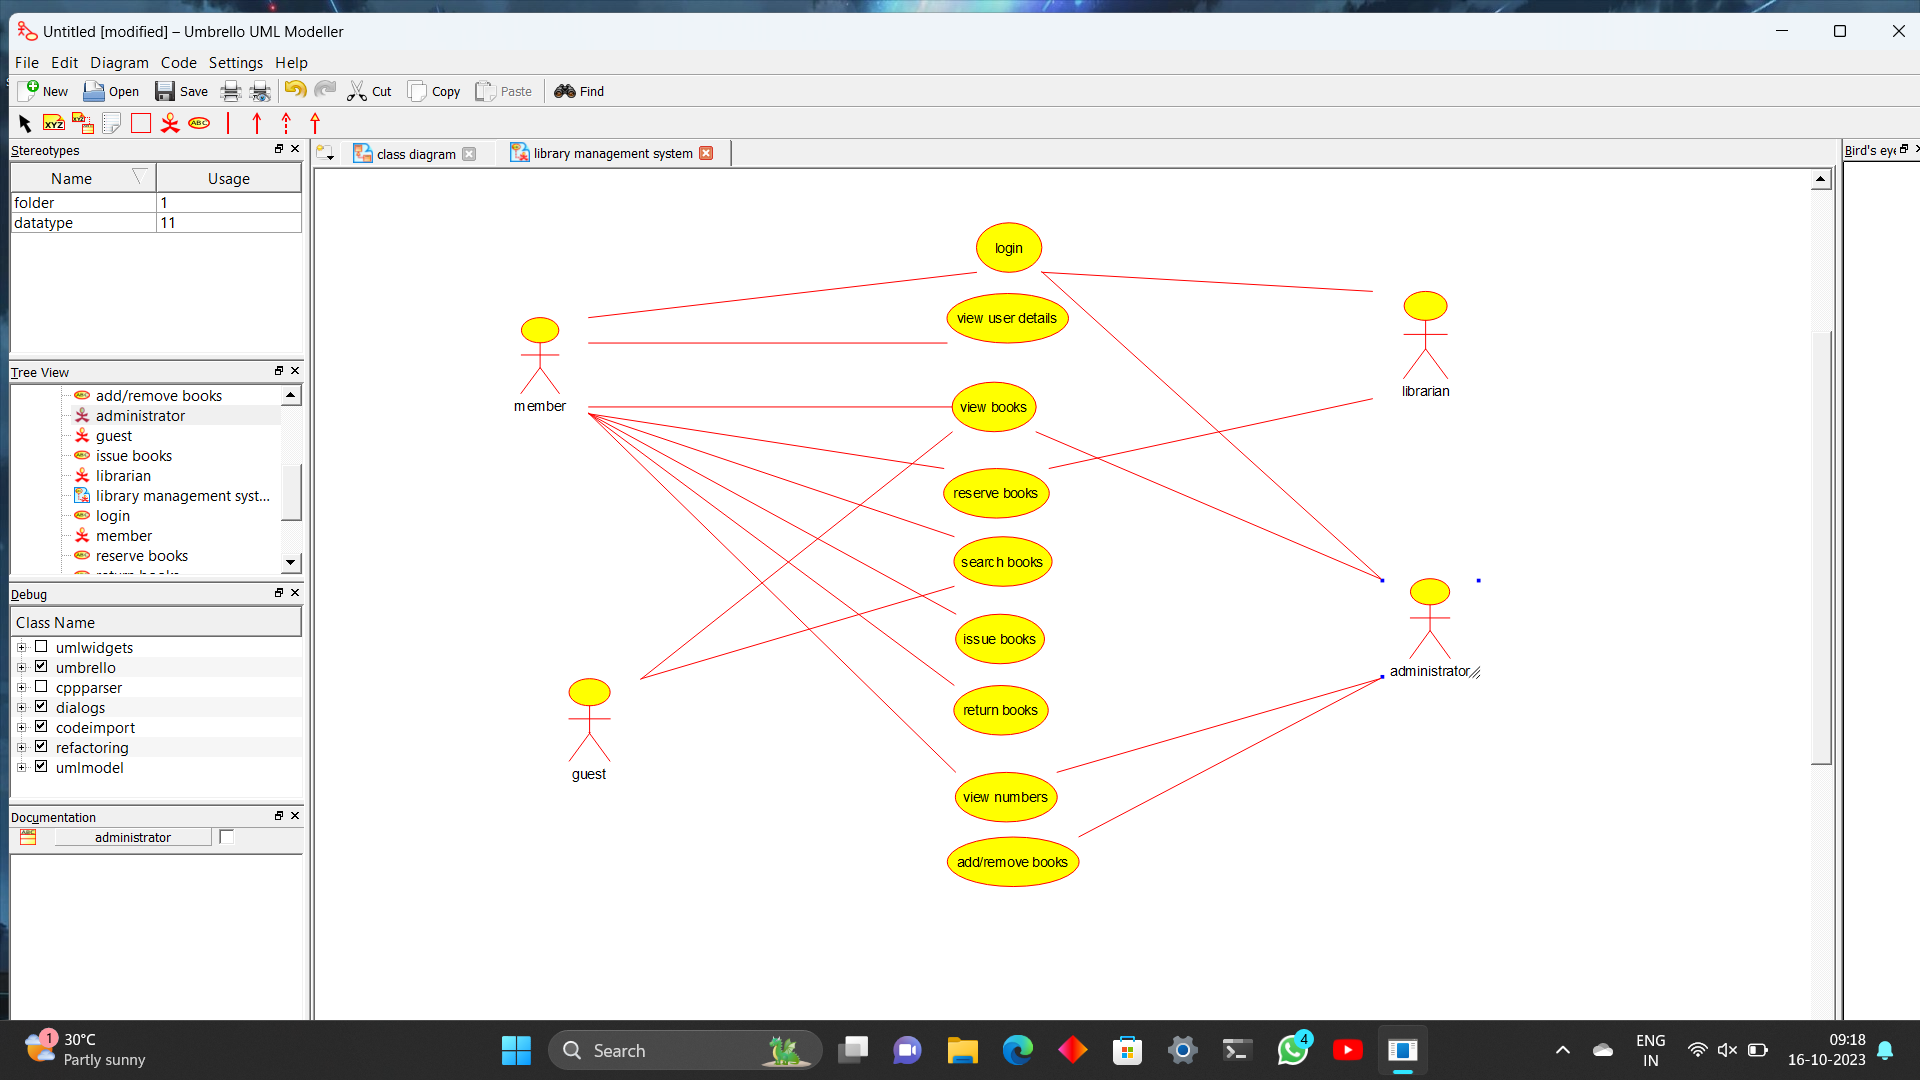 Untitled [modified] – Umbrello UML Modeller
File Edit Diagram Code Settings Help
New Open Save Cut Copy Paste Find
XYZ XYZ ABC
Stereotypes
Name Usage
folder 1
datatype 11
Tree View
add/remove books
administrator
guest
issue books
librarian
library management syst...
login
member
reserve books
Debug
Class Name
umlwidgets
umbrello
cppparser
dialogs
codeimport
refactoring
umlmodel
Documentation
administrator
class diagram
library management system
Bird's eye
login
view user details
member
librarian
view books
reserve books
search books
issue books
administrator
return books
guest
view numbers
add/remove books
1
30°C
Partly sunny
Search
4
ENG
IN
09:18
16-10-2023